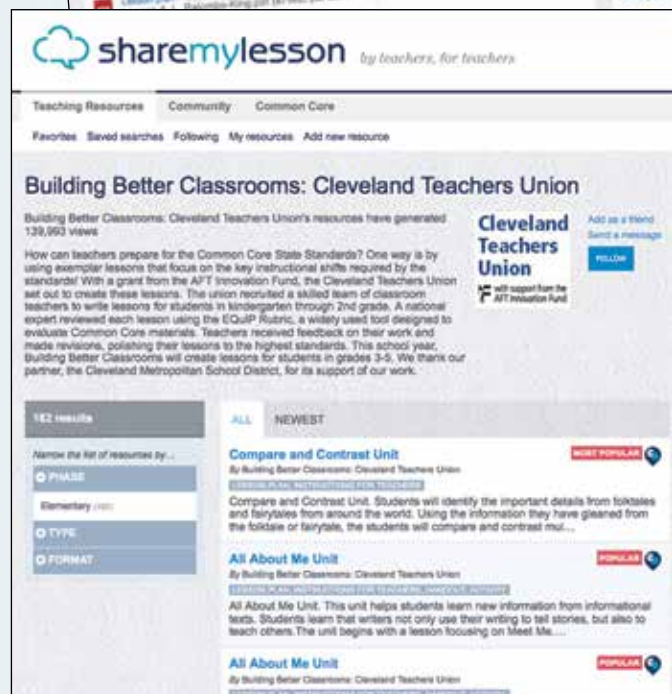 Palombo-King.pdf
sharemylesson by teachers, for teachers
Teaching Resources Community Common Core
Favorites Saved searches Following My resources Add new resource
Building Better Classrooms: Cleveland Teachers Union
Building Better Classrooms: Cleveland Teachers Union's resources have generated
139,993 views
How can teachers prepare for the Common Core State Standards? One way is by
using exemplar lessons that focus on the key instructional shifts required by the
standards! With a grant from the AFT Innovation Fund, the Cleveland Teachers Union
set out to create these lessons. The union recruited a skilled team of classroom
teachers to write lessons for students in kindergarten through 2nd grade. A national
expert reviewed each lesson using the EQuIP Rubric, a widely used tool designed to
evaluate Common Core materials. Teachers received feedback on their work and
made revisions, polishing their lessons to the highest standards. This school year,
Building Better Classrooms will create lessons for students in grades 3-5. We thank our
partner, the Cleveland Metropolitan School District, for its support of our work.
Cleveland
Teachers
Union
with support from the
AFT Innovation Fund
Add as a friend
Send a message
FOLLOW
162 results
Narrow the list of resources by...
PHASE
Elementary
TYPE
FORMAT
ALL NEWEST
Compare and Contrast Unit
MOST POPULAR
By Building Better Classrooms: Cleveland Teachers Union
LESSON PLAN, INSTRUCTIONS FOR TEACHERS
Compare and Contrast Unit. Students will identify the important details from folktales
and fairytales from around the world. Using the information they have gleaned from
the folktale or fairytale, the students will compare and contrast mul...
All About Me Unit
POPULAR
By Building Better Classrooms: Cleveland Teachers Union
LESSON PLAN, INSTRUCTIONS FOR TEACHERS, HANDOUT, ACTIVITY
All About Me Unit. This unit helps students learn new information from informational
texts. Students learn that writers not only use their writing to tell stories, but also to
teach others.The unit begins with a lesson focusing on Meet Me....
All About Me Unit
POPULAR
By Building Better Classrooms: Cleveland Teachers Union